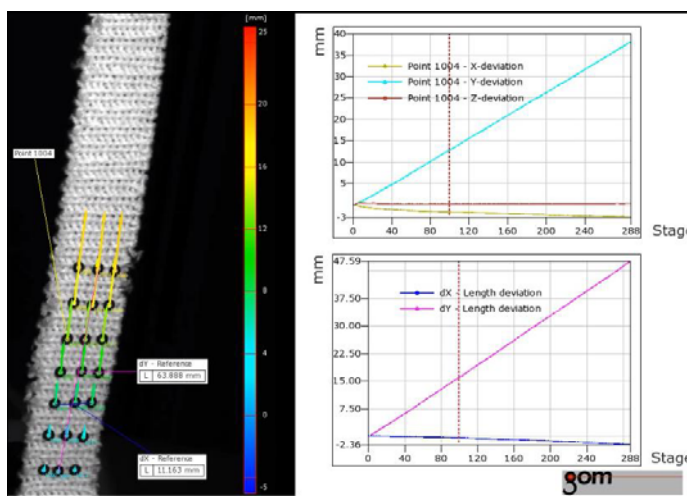 [mm]
25
20
16
12
8
4
0
-5
Point 1004
dY - Reference
L 63.888 mm
dX - Reference
L 11.163 mm
mm
40
35
30
25
20
15
10
5
-3
Point 1004 - X-deviation
Point 1004 - Y-deviation
Point 1004 - Z-deviation
0 40 80 120 160 200 240 288
Stage
mm
47.59
37.50
30.00
22.50
15.00
7.50
-2.36
dX - Length deviation
dY - Length deviation
0 40 80 120 160 200 240 288
Stage
gom